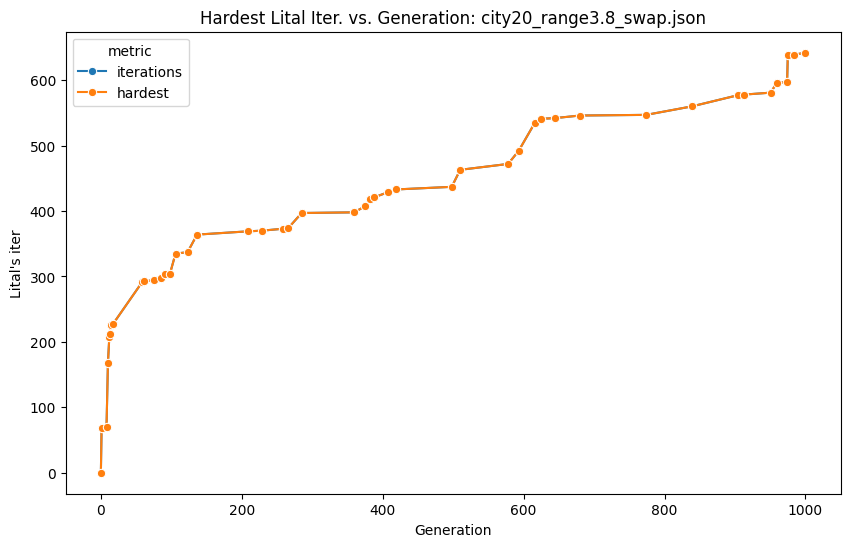 Hardest Lital Iter. vs. Generation: city20_range3.8_swap.json
metric
iterations
hardest
600
500
400
300
200
100
0
Lital's iter
0 200 400 600 800 1000
Generation